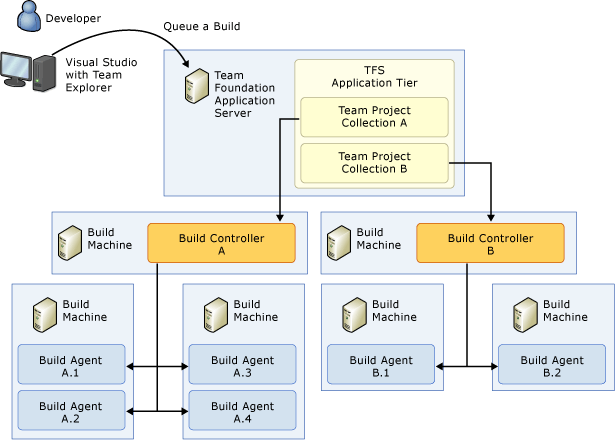 Developer
Queue a Build
Visual Studio
with Team
Explorer
Team
Foundation
Application
Server
TFS
Application Tier
Team Project
Collection A
Team Project
Collection B
Build
Machine
Build Controller
A
Build
Machine
Build Controller
B
Build
Machine
Build Agent
A.1
Build Agent
A.2
Build
Machine
Build Agent
A.3
Build Agent
A.4
Build
Machine
Build Agent
B.1
Build
Machine
Build Agent
B.2